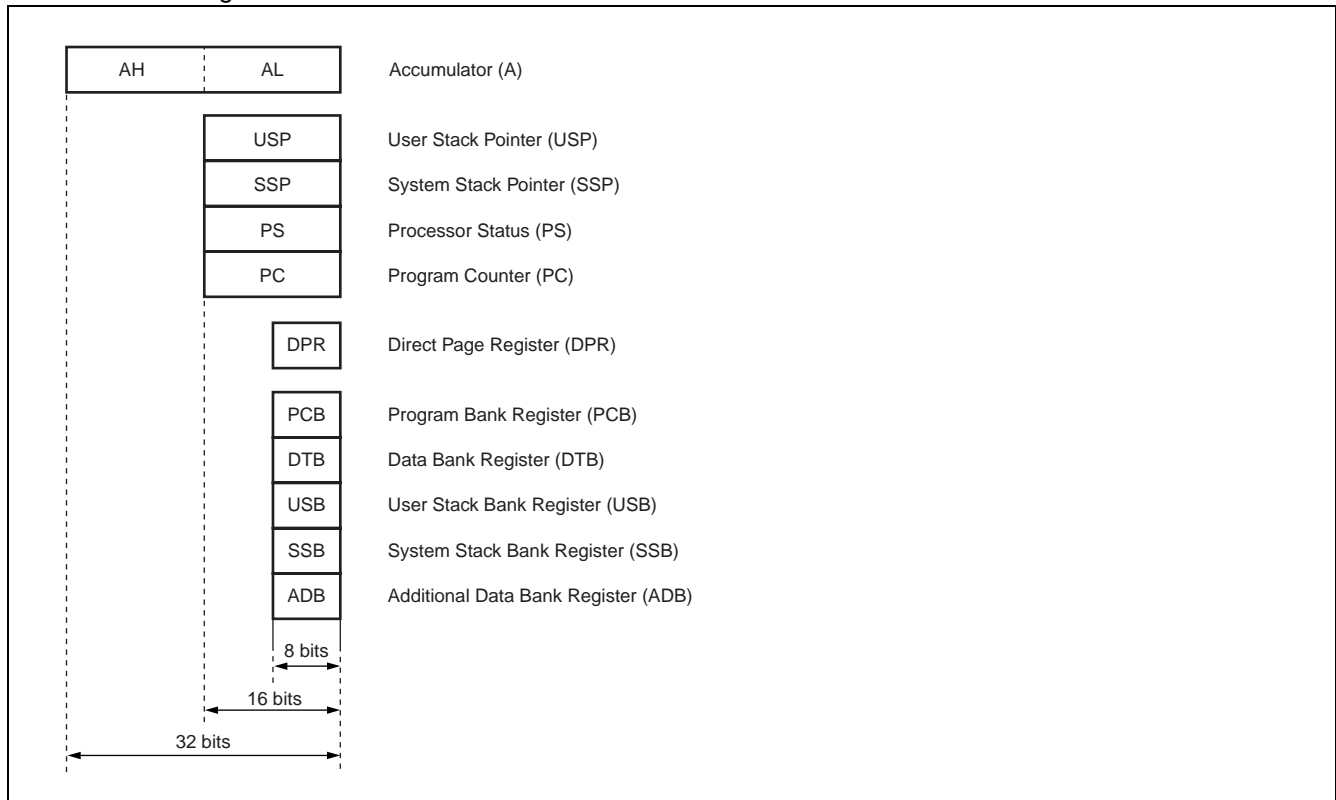 AH AL Accumulator (A)
USP User Stack Pointer (USP)
SSP System Stack Pointer (SSP)
PS Processor Status (PS)
PC Program Counter (PC)
DPR Direct Page Register (DPR)
PCB Program Bank Register (PCB)
DTB Data Bank Register (DTB)
USB User Stack Bank Register (USB)
SSB System Stack Bank Register (SSB)
ADB Additional Data Bank Register (ADB)
8 bits
16 bits
32 bits